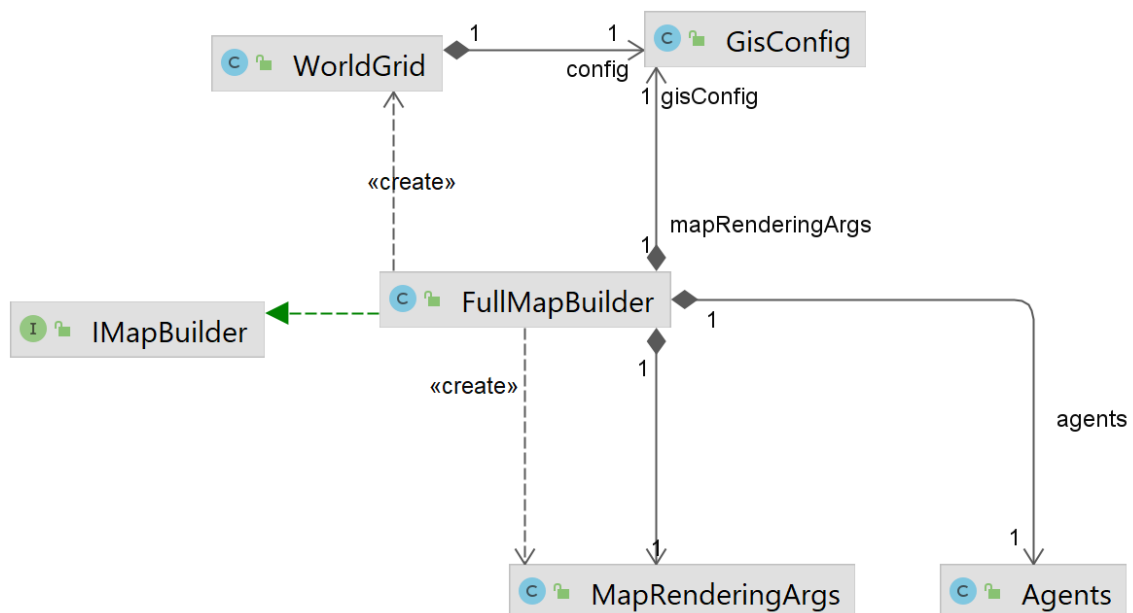 1
1
C WorldGrid
config
C GisConfig
1 gisConfig
«create»
mapRenderingArgs
1
I IMapBuilder
C FullMapBuilder
1
1
«create»
agents
1
1
C MapRenderingArgs
C Agents